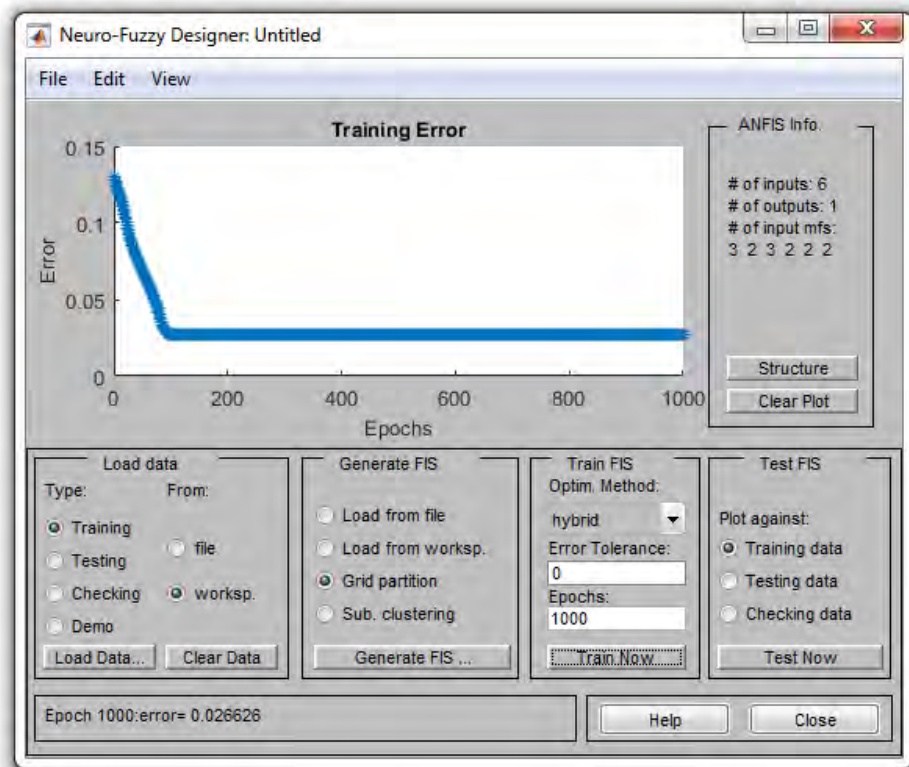 Neuro-Fuzzy Designer: Untitled
File Edit View
Training Error
0.15
0.1
0.05
0
Error
0 200 400 600 800 1000
Epochs
ANFIS Info.
# of inputs: 6
# of outputs: 1
# of input mfs:
3 2 3 2 2 2
Structure
Clear Plot
Load data
Type: From:
Training
Testing
Checking
Demo
file
worksp.
Load Data... Clear Data
Generate FIS
Load from file
Load from worksp.
Grid partition
Sub. clustering
Generate FIS ...
Train FIS
Optim. Method:
hybrid
Error Tolerance:
0
Epochs:
1000
Train Now
Test FIS
Plot against:
Training data
Testing data
Checking data
Test Now
Epoch 1000:error= 0.026626
Help Close